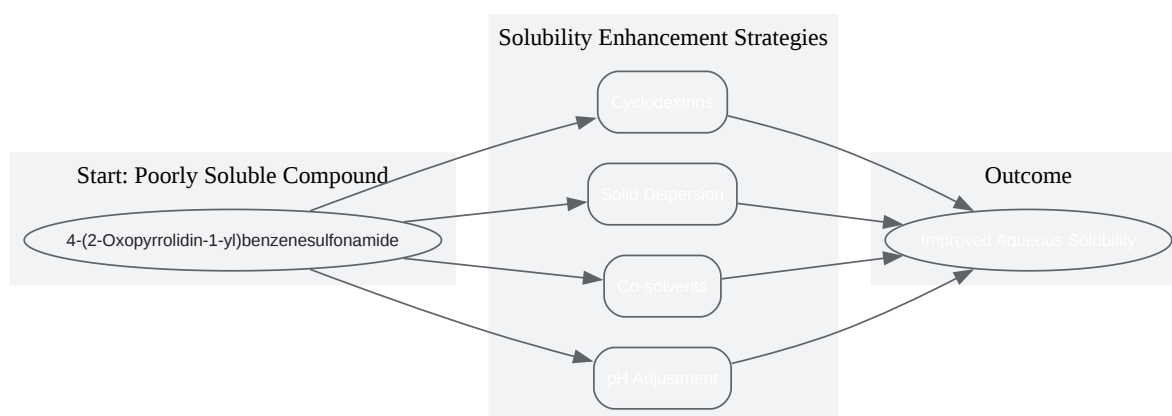 Solubility Enhancement Strategies
Cyclodextrins
Start: Poorly Soluble Compound
Solid Dispersion
Outcome
4-(2-Oxopyrrolidin-1-yl)benzenesulfonamide
Improved Aqueous Solubility
Co-solvents
pH Adjustment